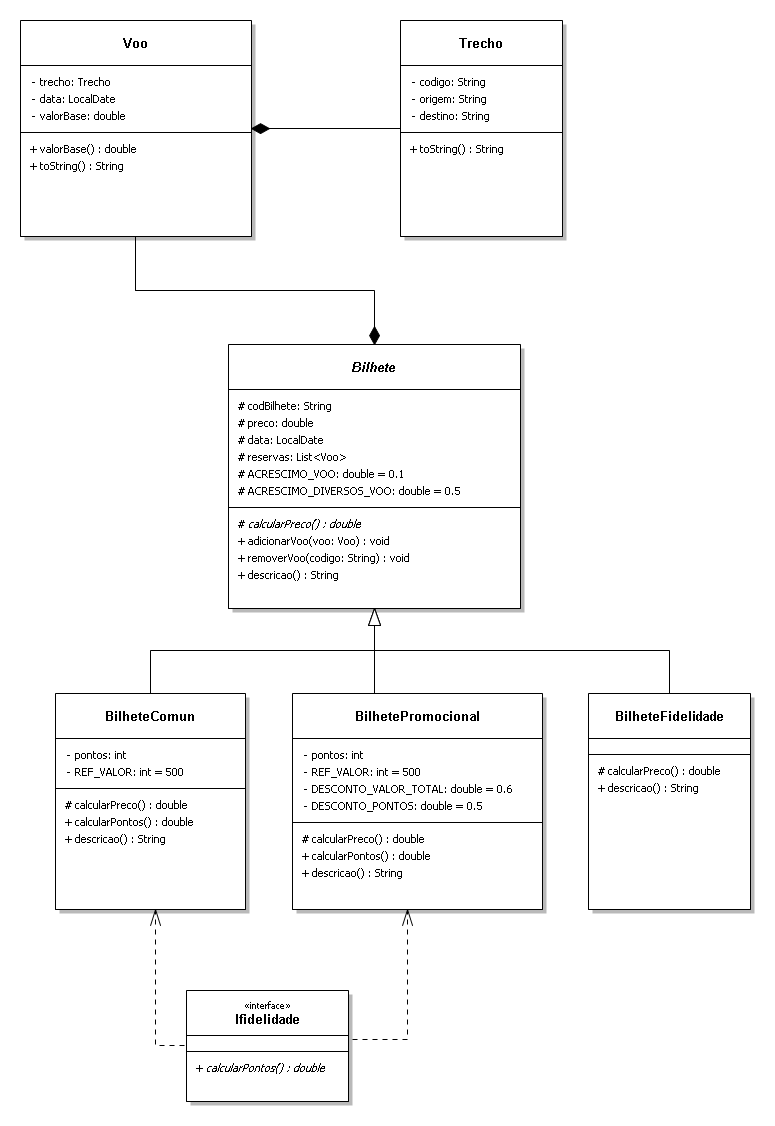 Voo
- trecho: Trecho
- data: LocalDate
- valorBase: double
+ valorBase() : double
+ toString() : String
Trecho
- codigo: String
- origem: String
- destino: String
+ toString() : String
Bilhete
# codBilhete: String
# preco: double
# data: LocalDate
# reservas: List<Voo>
# ACRESCIMO_VOO: double = 0.1
# ACRESCIMO_DIVERSOS_VOO: double = 0.5
# calcularPreco() : double
+ adicionarVoo(voo: Voo) : void
+ removerVoo(codigo: String) : void
+ descricao() : String
BilheteComun
- pontos: int
- REF_VALOR: int = 500
# calcularPreco() : double
+ calcularPontos() : double
+ descricao() : String
BilhetePromocional
- pontos: int
- REF_VALOR: int = 500
- DESCONTO_VALOR_TOTAL: double = 0.6
- DESCONTO_PONTOS: double = 0.5
# calcularPreco() : double
+ calcularPontos() : double
+ descricao() : String
BilheteFidelidade
# calcularPreco() : double
+ descricao() : String
«interface»
Ifidelidade
+ calcularPontos() : double